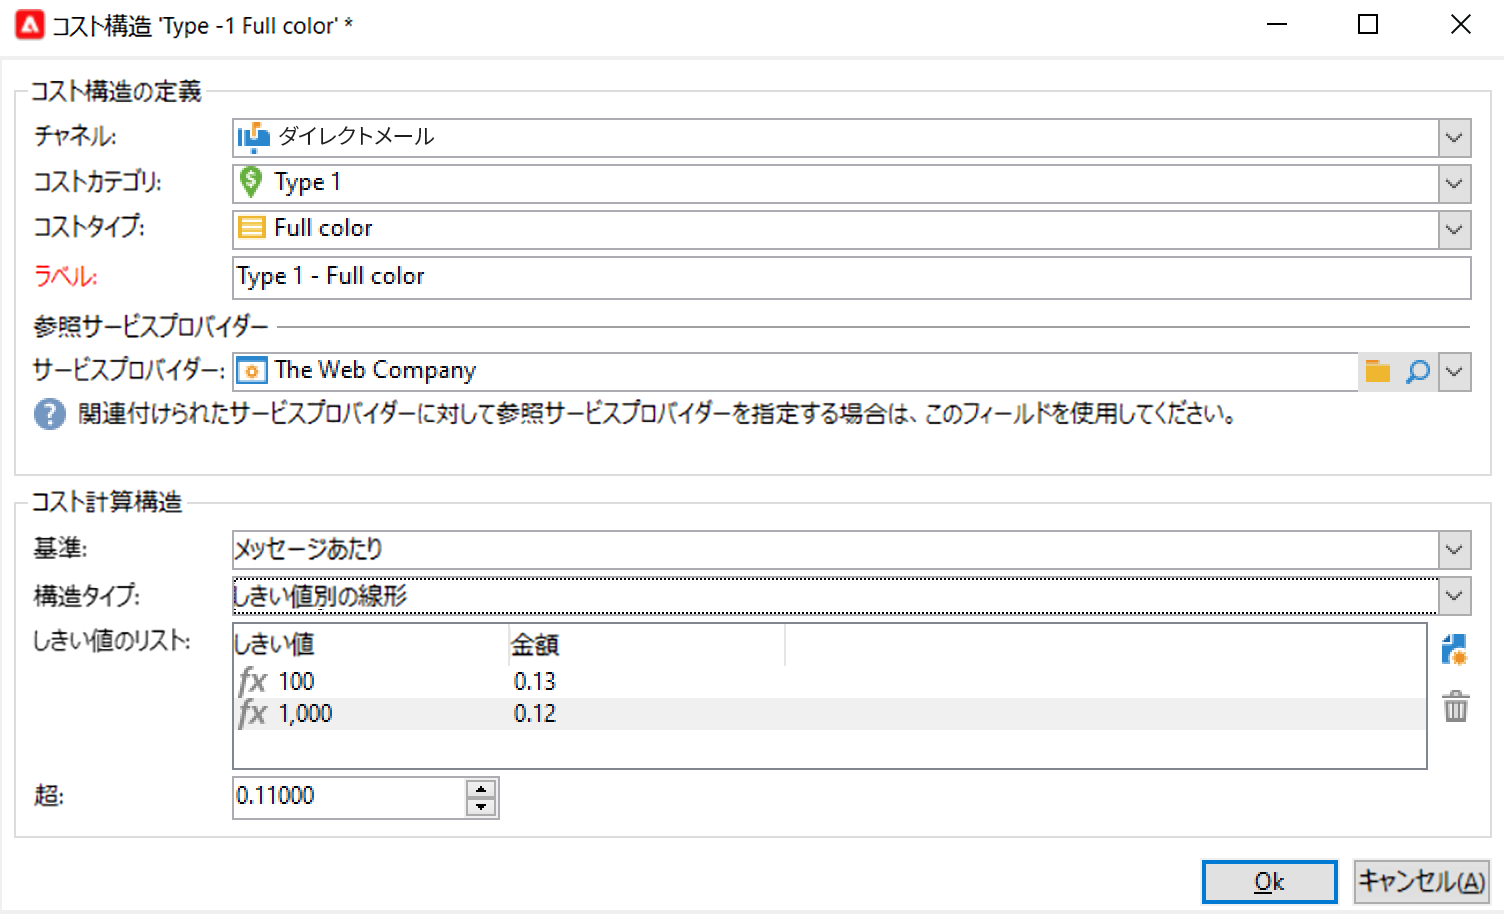 コスト構造 'Type -1 Full color' *
コスト構造の定義
チャネル: ダイレクトメール
コストカテゴリ: Type 1
コストタイプ: Full color
ラベル: Type 1 - Full color
参照サービスプロバイダー
サービスプロバイダー: The Web Company
関連付けられたサービスプロバイダーに対して参照サービスプロバイダーを指定する場合は、このフィールドを使用してください。
コスト計算構造
基準: メッセージあたり
構造タイプ: しきい値別の線形
しきい値のリスト: しきい値 金額
fx 100 0.13
fx 1,000 0.12
超: 0.11000
Ok キャンセル(A)